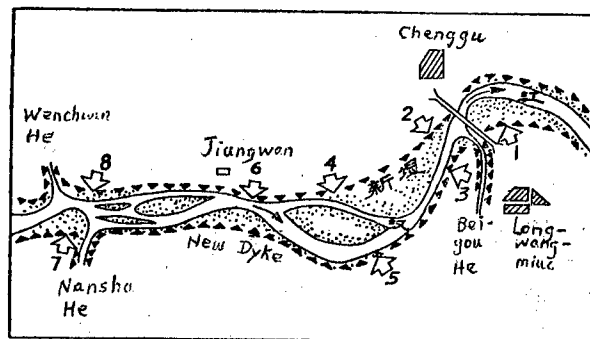 Chenggu
江
Wenchuan
He
8
Jiangwan
6
4
2
1
新堤
3
Bei-
you
He
Long-
wang-
miao
New Dyke
5
7
Nansha
He